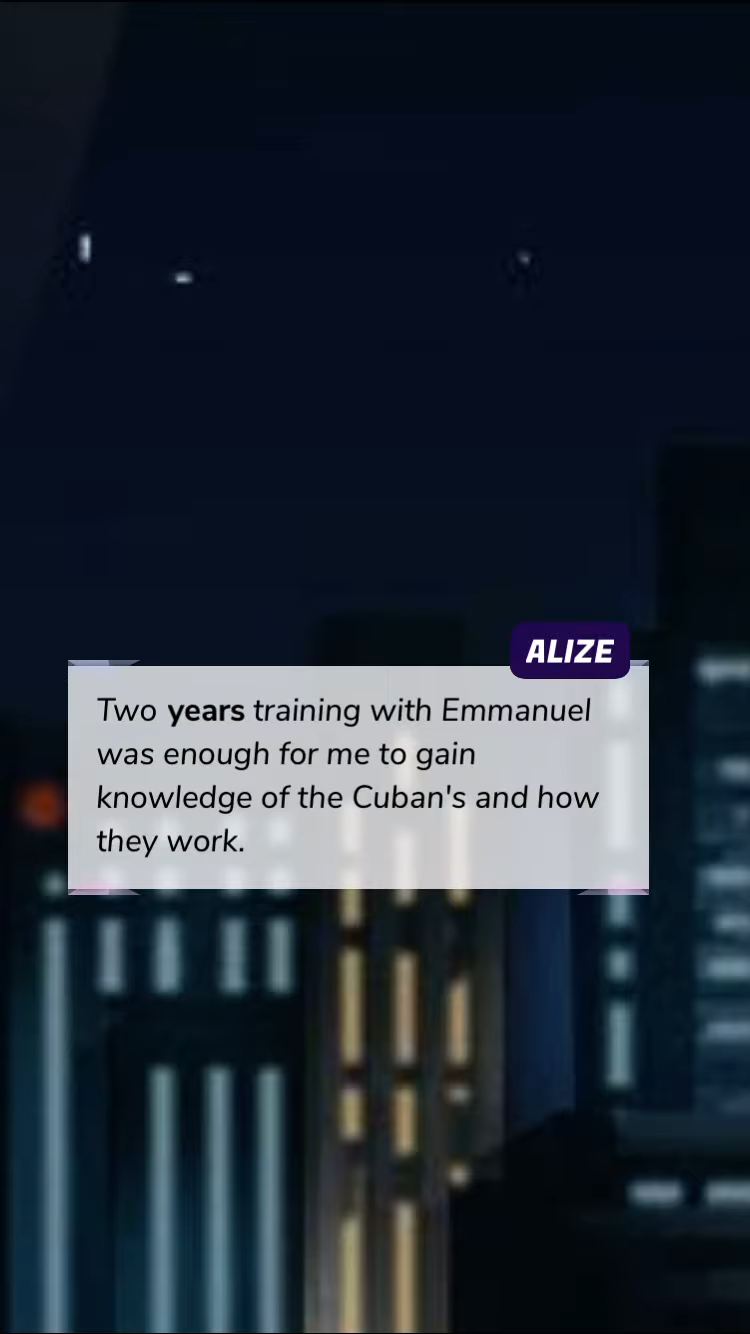 ALIZE
Two years training with Emmanuel
was enough for me to gain
knowledge of the Cuban's and how
they work.